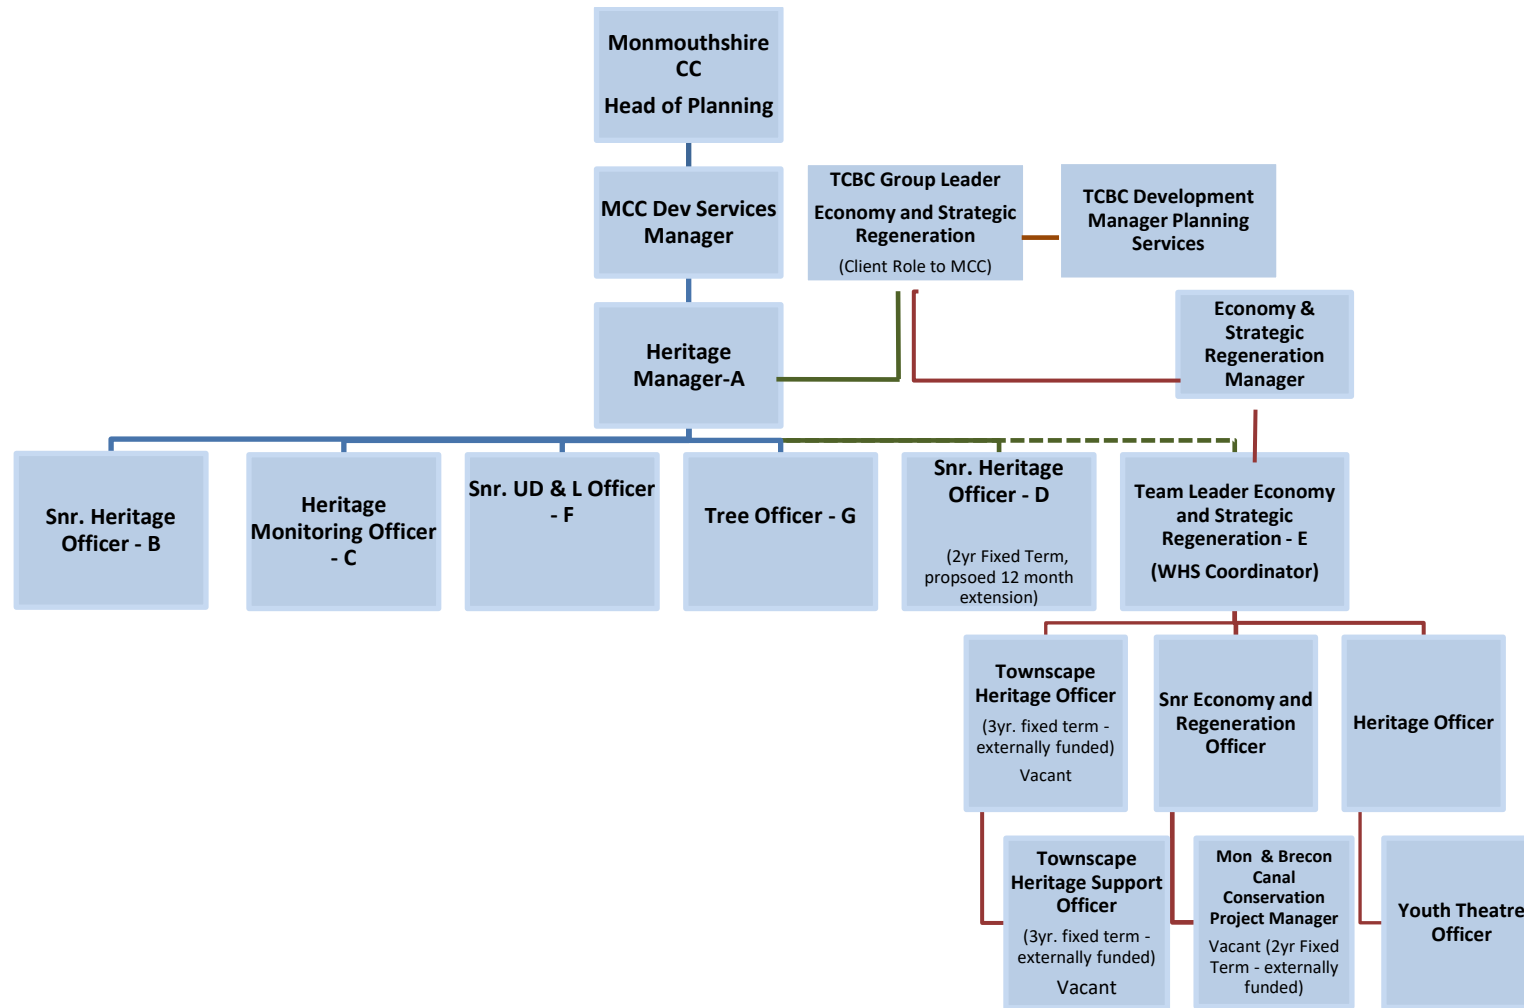 Monmouthshire
CC
Head of Planning
MCC Dev Services
Manager
TCBC Group Leader
Economy and Strategic
Regeneration
(Client Role to MCC)
TCBC Development
Manager Planning
Services
Economy &
Strategic
Regeneration
Manager
Heritage
Manager-A
Snr. Heritage
Officer - B
Heritage
Monitoring Officer
- C
Snr. UD & L Officer
- F
Tree Officer - G
Snr. Heritage
Officer - D
(2yr Fixed Term,
propsoed 12 month
extension)
Team Leader Economy
and Strategic
Regeneration - E
(WHS Coordinator)
Townscape
Heritage Officer
(3yr. fixed term -
externally funded)
Vacant
Snr Economy and
Regeneration
Officer
Heritage Officer
Townscape
Heritage Support
Officer
(3yr. fixed term -
externally funded)
Vacant
Mon & Brecon
Canal
Conservation
Project Manager
Vacant (2yr Fixed
Term - externally
funded)
Youth Theatre
Officer